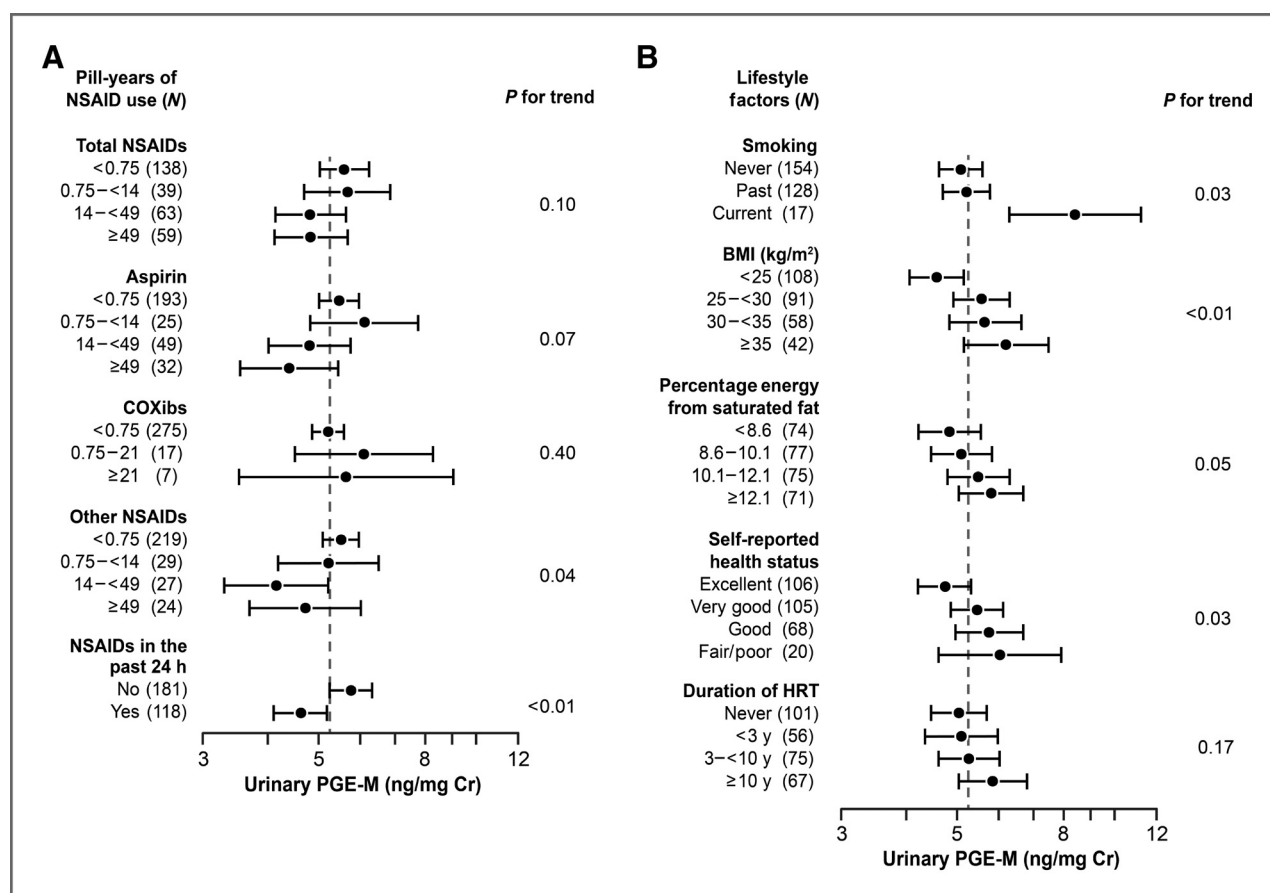 A
Pill-years of
NSAID use (N)
P for trend
Total NSAIDs
<0.75 (138)
0.75–<14 (39)
14–<49 (63)
≥49 (59)
0.10
Aspirin
<0.75 (193)
0.75–<14 (25)
14–<49 (49)
≥49 (32)
0.07
COXibs
<0.75 (275)
0.75–21 (17)
≥21 (7)
0.40
Other NSAIDs
<0.75 (219)
0.75–<14 (29)
14–<49 (27)
≥49 (24)
0.04
NSAIDs in the
past 24 h
No (181)
Yes (118)
<0.01
3 5 8 12
Urinary PGE-M (ng/mg Cr)
B
Lifestyle
factors (N)
P for trend
Smoking
Never (154)
Past (128)
Current (17)
0.03
BMI (kg/m²)
<25 (108)
25–<30 (91)
30–<35 (58)
≥35 (42)
<0.01
Percentage energy
from saturated fat
<8.6 (74)
8.6–10.1 (77)
10.1–12.1 (75)
≥12.1 (71)
0.05
Self-reported
health status
Excellent (106)
Very good (105)
Good (68)
Fair/poor (20)
0.03
Duration of HRT
Never (101)
<3 y (56)
3–<10 y (75)
≥10 y (67)
0.17
3 5 8 12
Urinary PGE-M (ng/mg Cr)